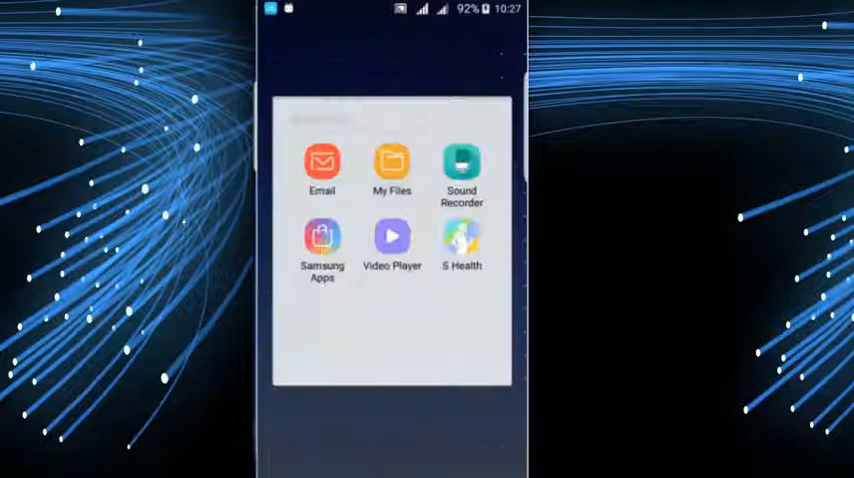 92% 10:27
Email
My Files
Sound
Recorder
Samsung
Apps
Video Player
S Health